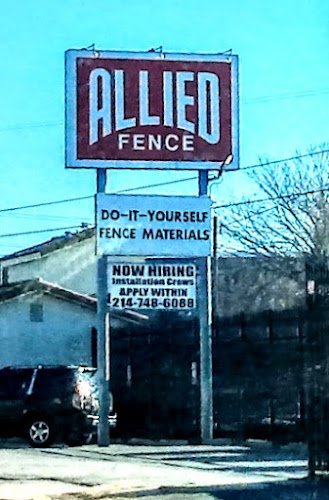 ALLIED
FENCE
DO-IT-YOURSELF
FENCE MATERIALS
NOW HIRING
Installation Crews
APPLY WITHIN
214-748-6088